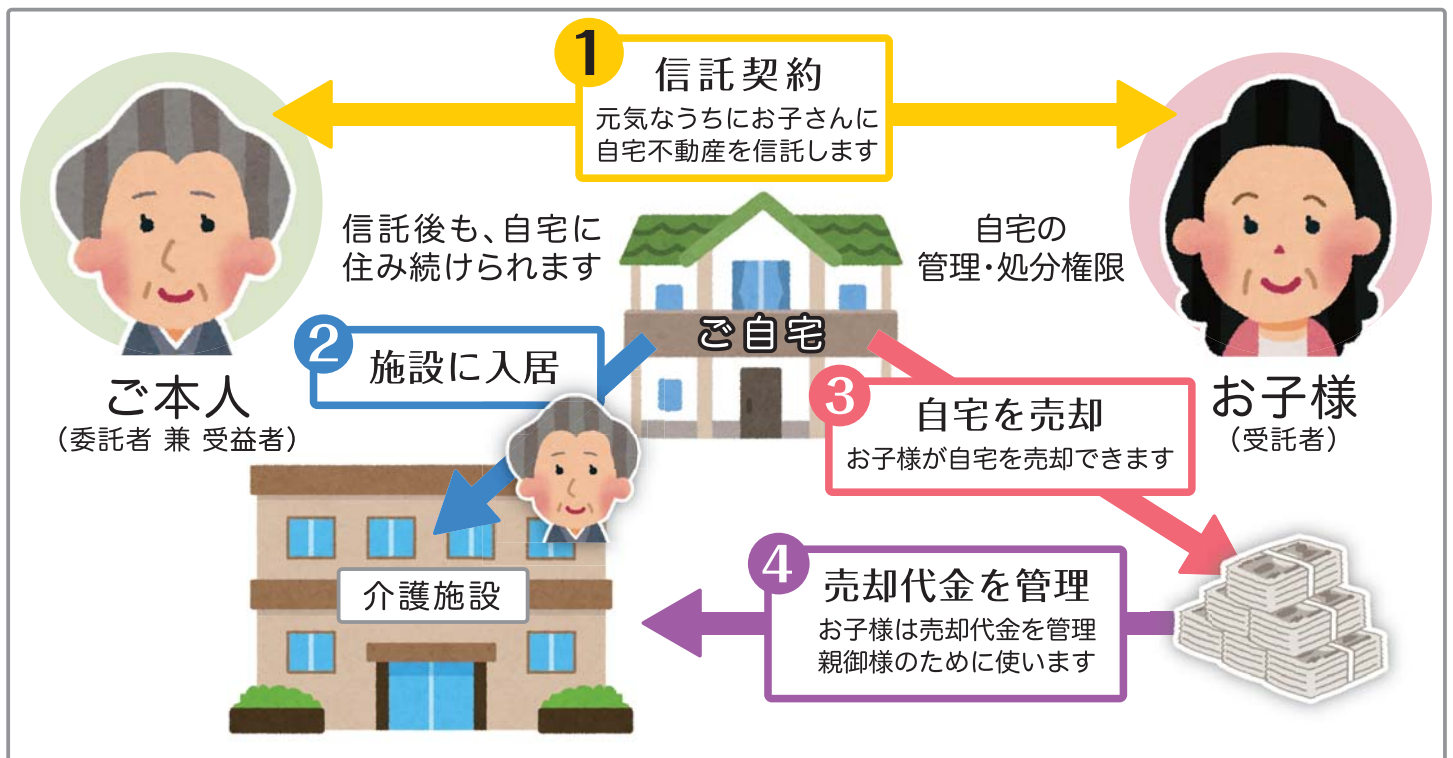 1
信託契約
元気なうちにお子さんに
自宅不動産を信託します
信託後も、自宅に
住み続けられます
自宅の
管理・処分権限
ご自宅
2
施設に入居
ご本人
（委託者 兼 受益者）
3
自宅を売却
お子様が自宅を売却できます
お子様
（受託者）
介護施設
4
売却代金を管理
お子様は売却代金を管理
親御様のために使います